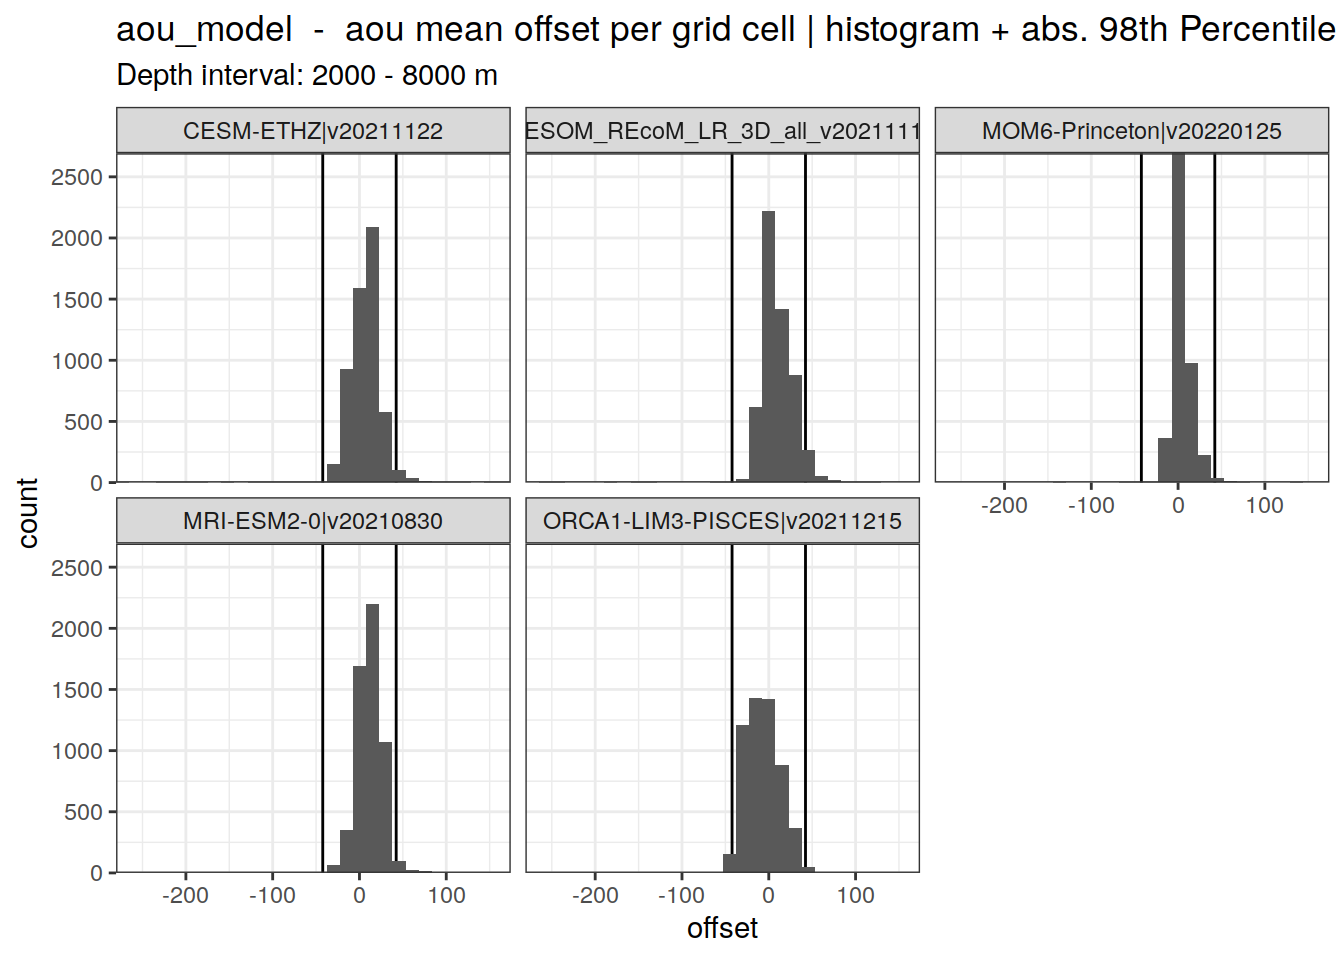 aou_model - aou mean offset per grid cell | histogram + abs. 98th Percentile
Depth interval: 2000 - 8000 m
CESM-ETHZ|v20211122
ESOM_REcoM_LR_3D_all_v2021111
MOM6-Princeton|v20220125
2500
2000
1500
1000
500
0
-200 -100 0 100
MRI-ESM2-0|v20210830
ORCA1-LIM3-PISCES|v20211215
2500
2000
1500
1000
500
0
-200 -100 0 100
-200 -100 0 100
count
offset